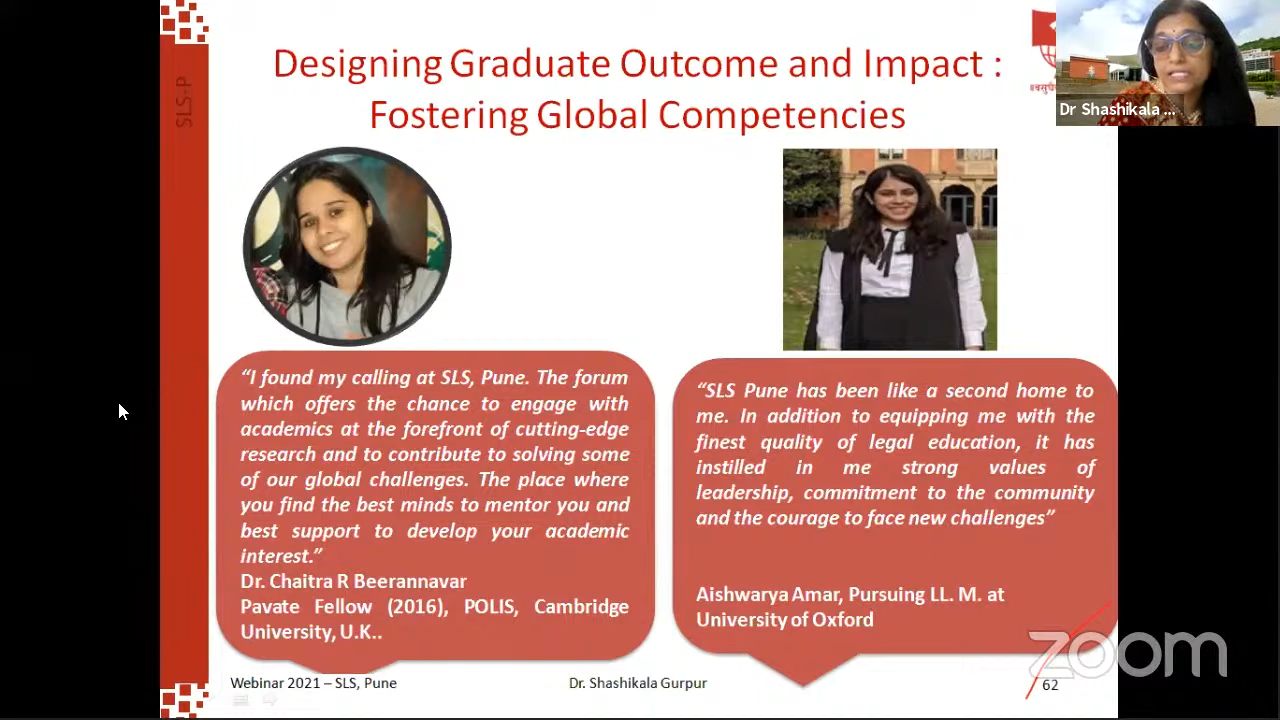 SLS-P
Designing Graduate Outcome and Impact :
Fostering Global Competencies
Dr Shashikala ...
“I found my calling at SLS, Pune. The forum
which offers the chance to engage with
academics at the forefront of cutting-edge
research and to contribute to solving some
of our global challenges. The place where
you find the best minds to mentor you and
best support to develop your academic
interest.”
Dr. Chaitra R Beerannavar
Pavate Fellow (2016), POLIS, Cambridge
University, U.K..
“SLS Pune has been like a second home to
me. In addition to equipping me with the
finest quality of legal education, it has
instilled in me strong values of
leadership, commitment to the community
and the courage to face new challenges”
Aishwarya Amar, Pursuing LL. M. at
University of Oxford
zoom
Webinar 2021 – SLS, Pune
Dr. Shashikala Gurpur
62